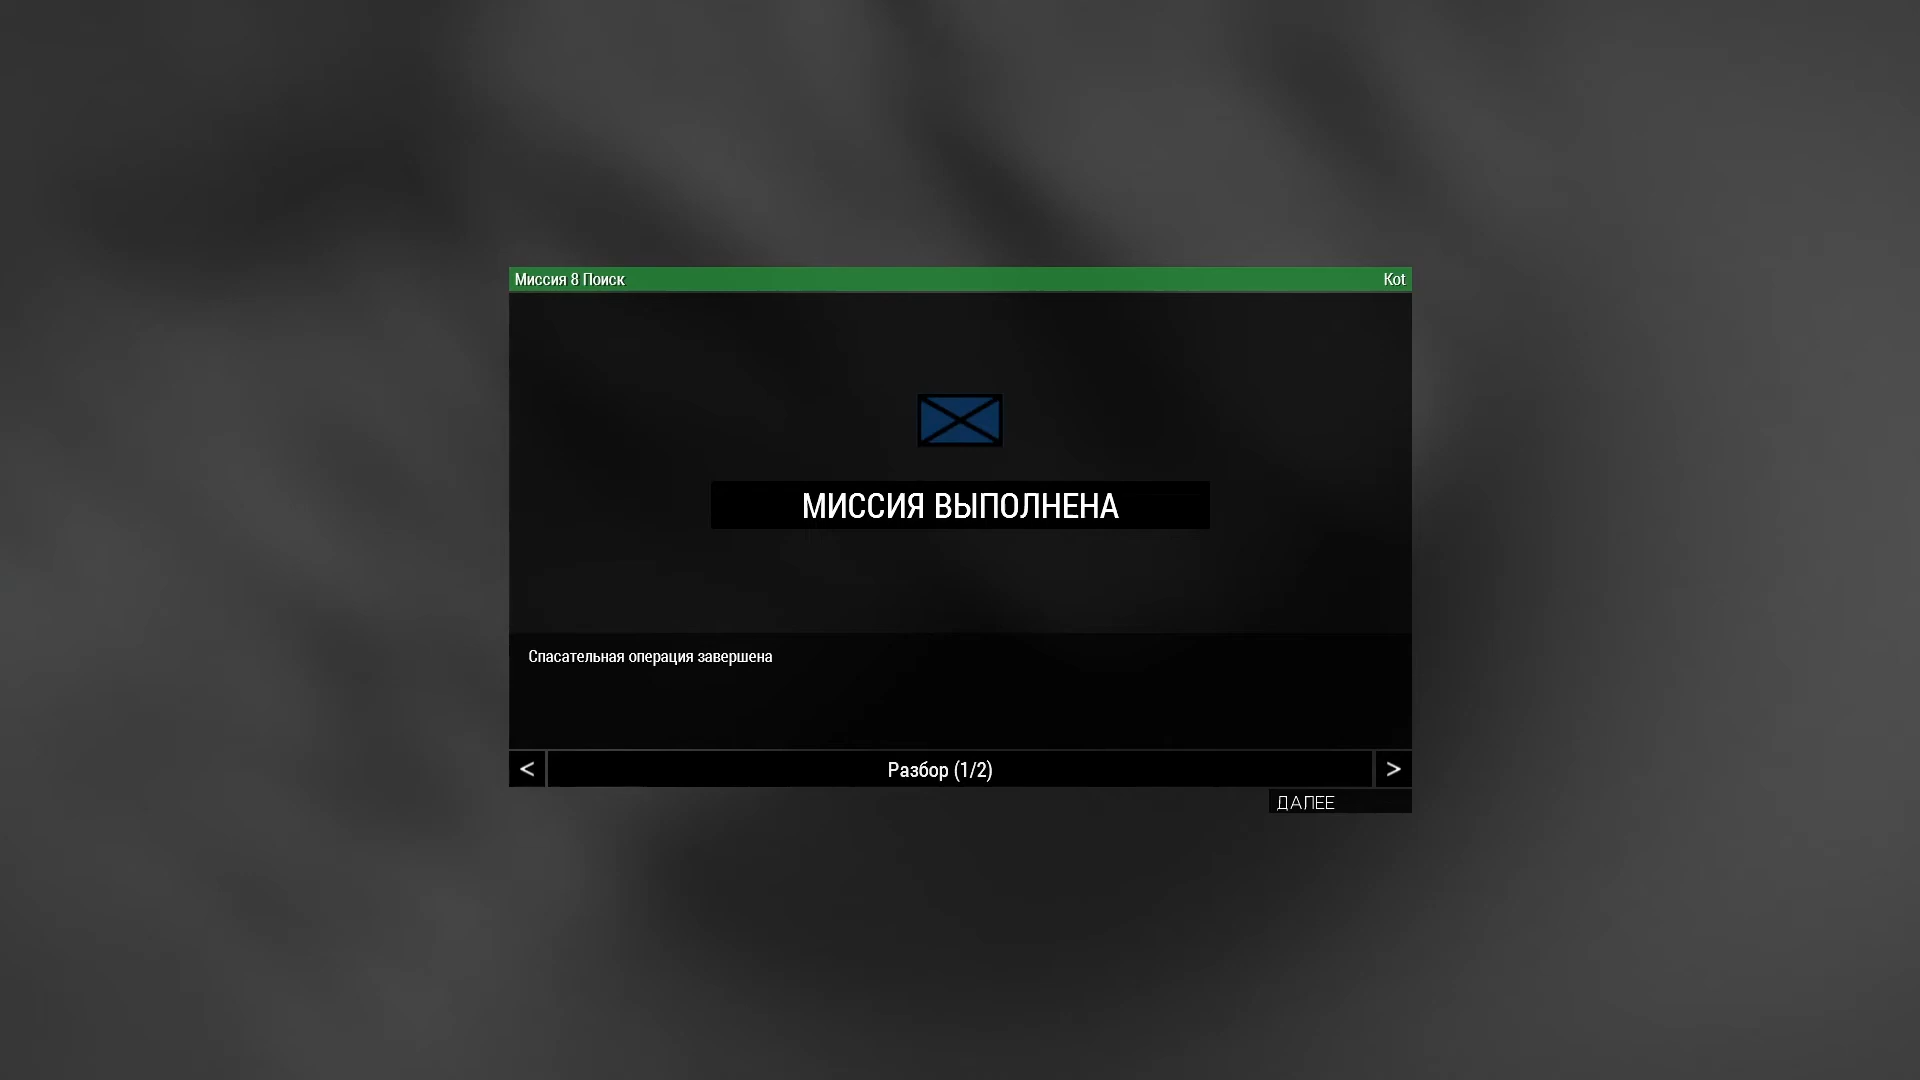 Миссия 8 Поиск Kot
МИССИЯ ВЫПОЛНЕНА
Спасательная операция завершена
< Разбор (1/2) >
ДАЛЕЕ